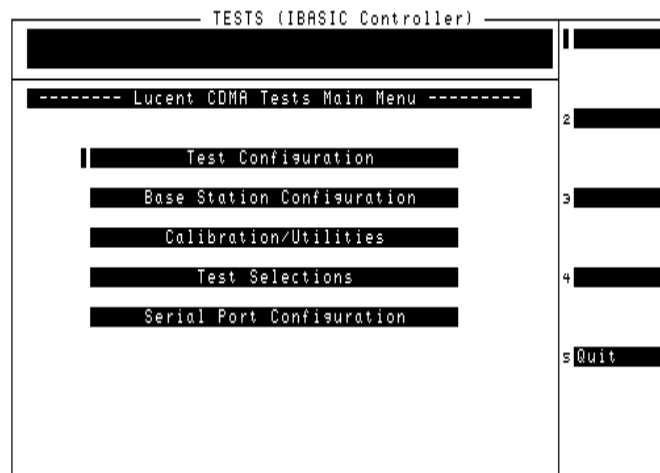 TESTS (IBASIC Controller)
1
-------- Lucent CDMA Tests Main Menu ---------
2
Test Configuration
Base Station Configuration
3
Calibration/Utilities
Test Selections
4
Serial Port Configuration
5 Quit